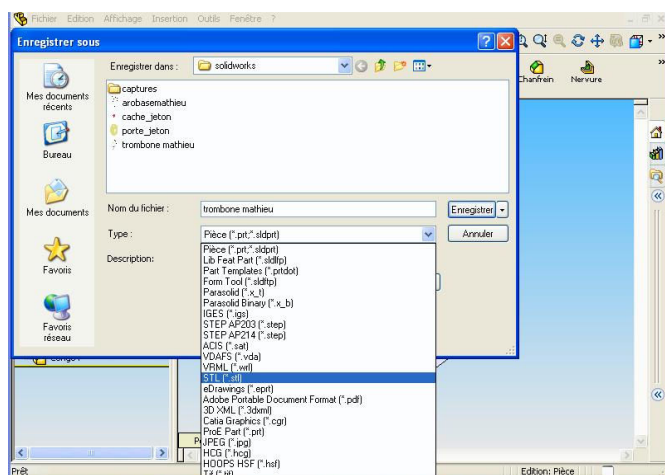 Fichier Edition Affichage Insertion Outils Fenêtre ?
Enregistrer sous
Enregistrer dans :
solidworks
Chanfrein
Nervure
Mes documents récents
Bureau
Mes documents
Favoris
Favoris réseau
captures
arobasemathieu
cache_jeton
porte_jeton
trombone mathieu
Nom du fichier :
trombone mathieu
Enregistrer
Type :
Pièce (*.prt;*.sldprt)
Annuler
Description:
Pièce (*.prt;*.sldprt)
Lib Feat Part (*.sldlfp)
Part Templates (*.prtdot)
Form Tool (*.sldftp)
Parasolid (*.x_t)
Parasolid Binary (*.x_b)
IGES (*.igs)
STEP AP203 (*.step)
STEP AP214 (*.step)
ACIS (*.sat)
VDAFS (*.vda)
VRML (*.wrl)
STL (*.stl)
eDrawings (*.eprt)
Adobe Portable Document Format (*.pdf)
3D XML (*.3dxml)
Catia Graphics (*.cgr)
ProE Part (*.prt)
JPEG (*.jpg)
HCG (*.hcg)
HOOPS HSF (*.hsf)
Prêt
Edition: Pièce